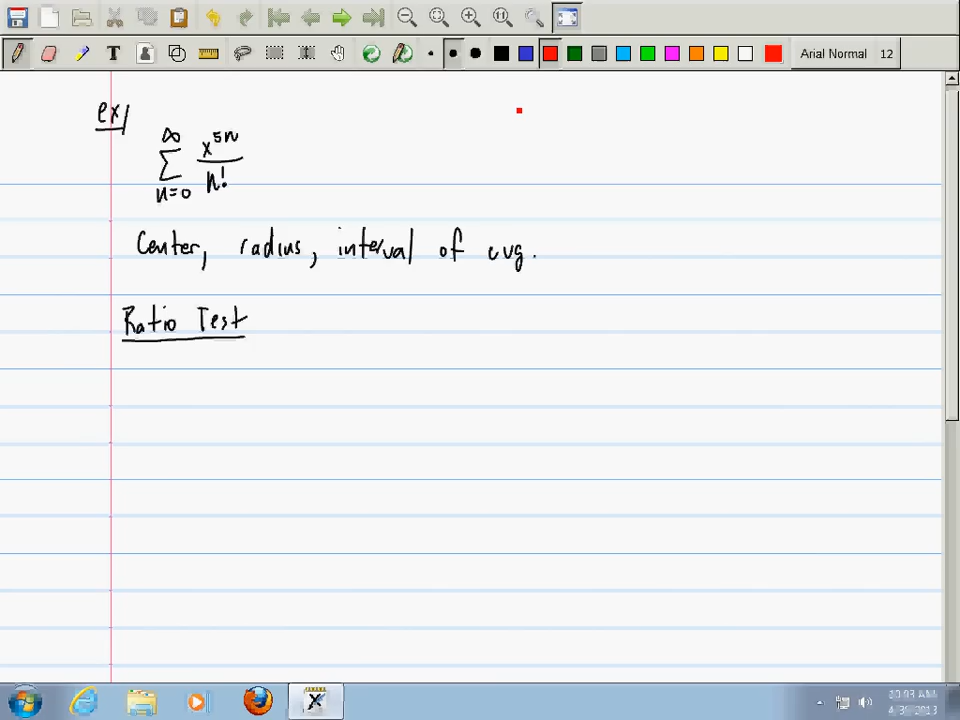 T
Arial Normal 12
ex/
∞
∑ x^5n / n!
n=0
Center, radius, interval of cvg.
Ratio Test